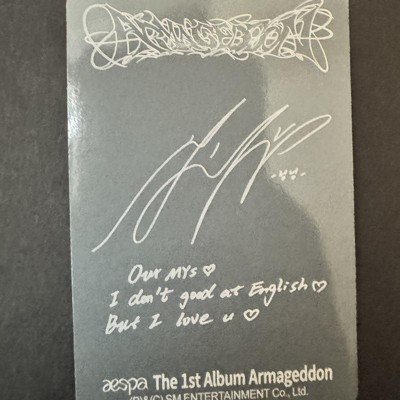 ARMAGEDDON
Our MYs ♡
I don't good at English ♡
But I love u ♡
aespa The 1st Album Armageddon
(P)&(C) SM ENTERTAINMENT Co., Ltd.